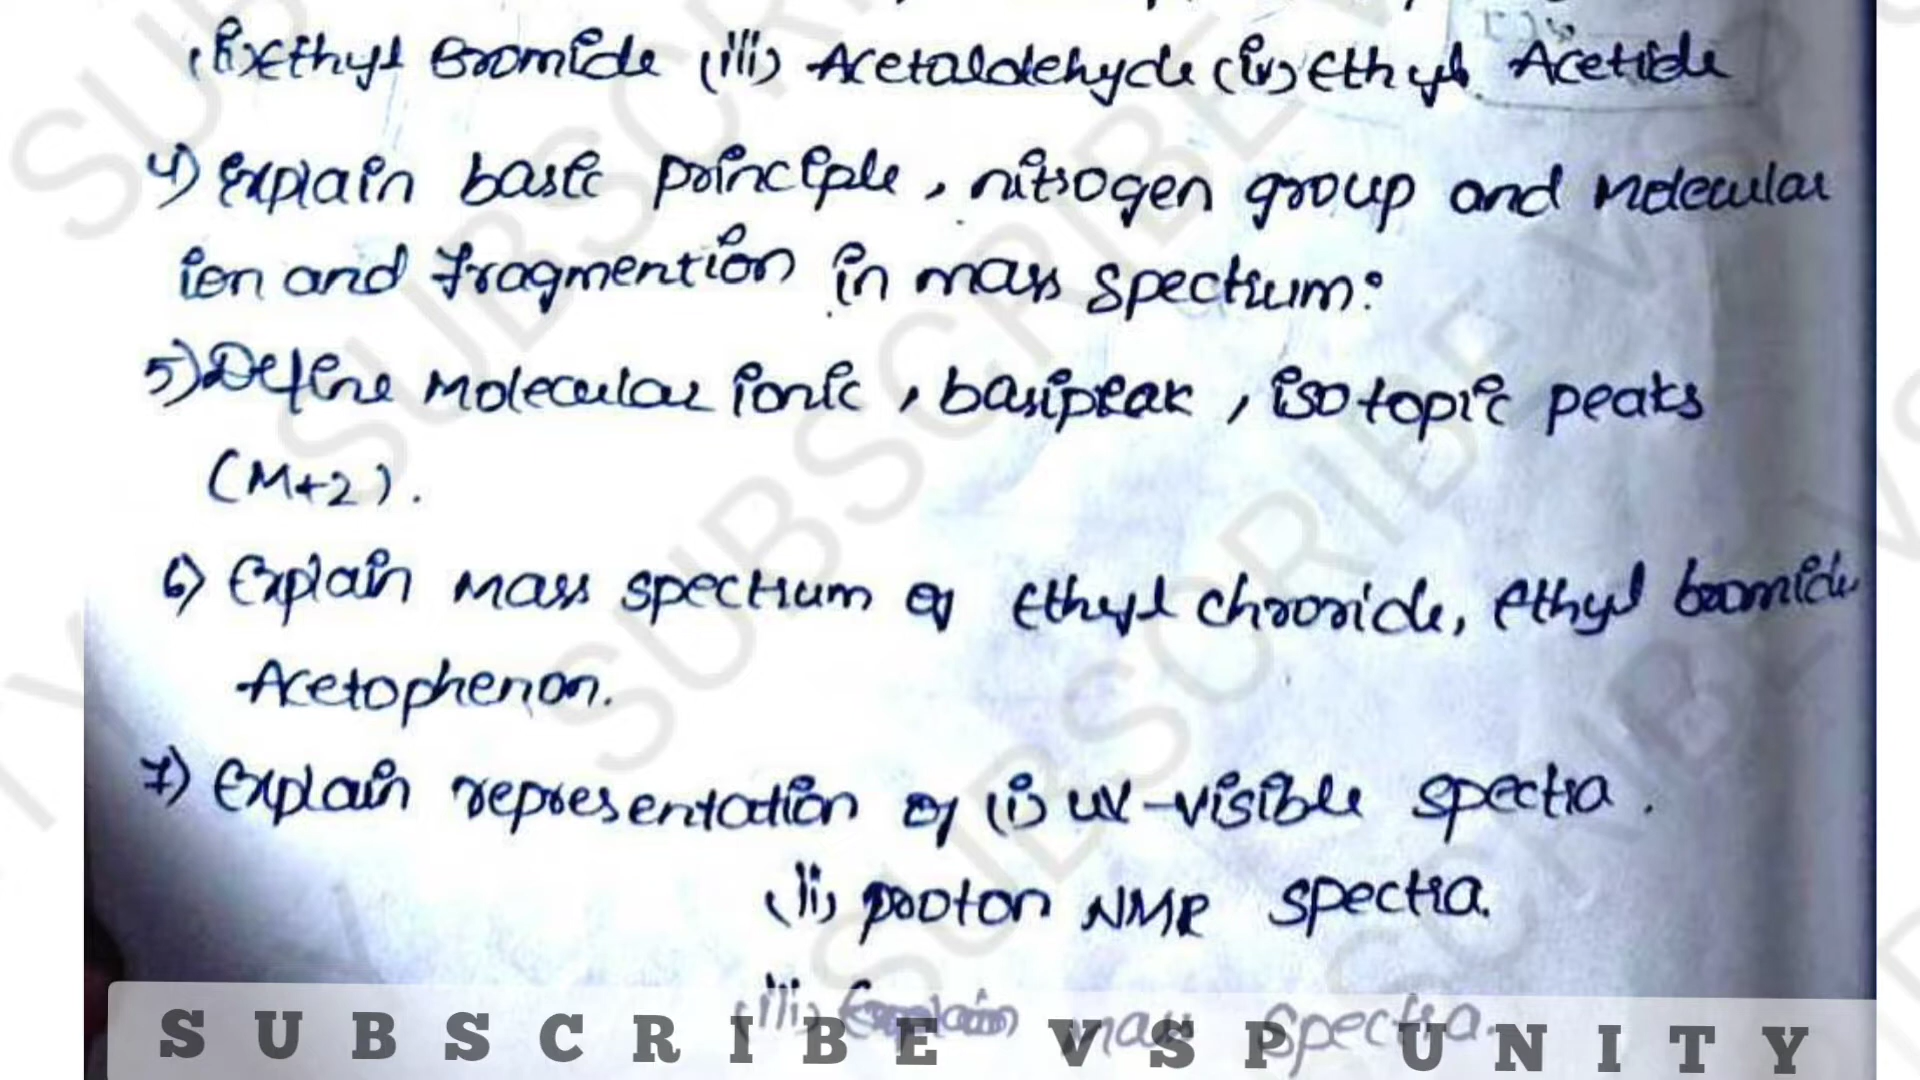 (ii) Ethyl Bromide (iii) Acetaldehyde (iv) Ethyl Acetide
4) Explain basic principle, nitrogen group and Molecular
ion and fragmention in mass spectrum:
5) Define Molecular ionic, basipeak, isotopic peaks
(M+2).
6) Explain Mass spectrum of Ethyl chroride, Ethyl bromide
Acetophenon.
7) Explain representation of (i) UV-visible spectra.
(ii) proton NMR spectra.
(iii) mass spectra.
SUBSCRIBE VSP UNITY